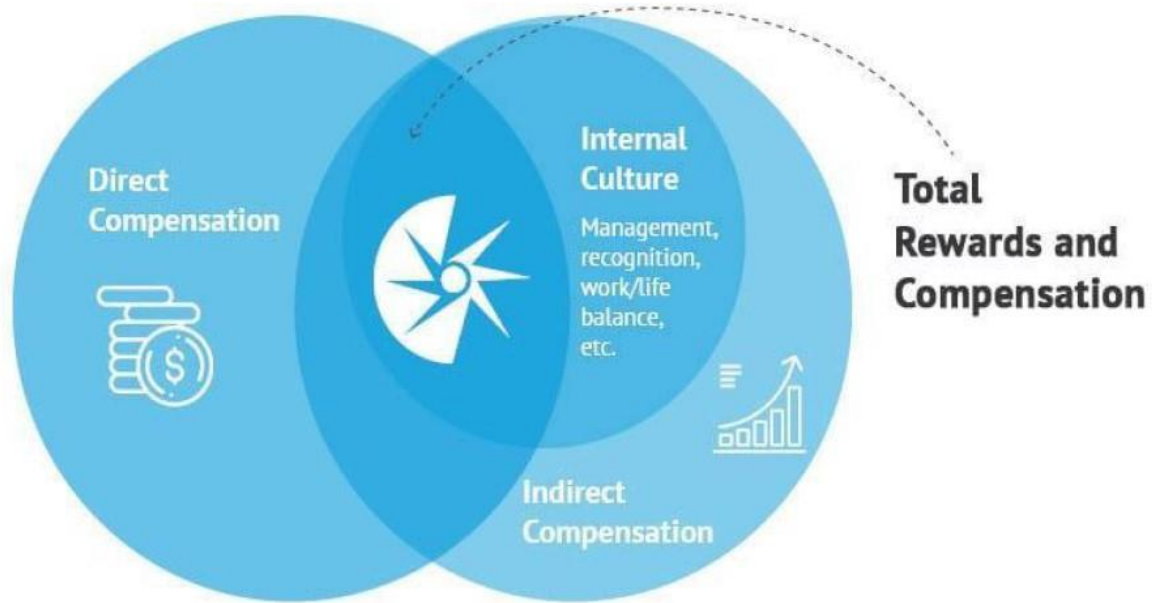 Direct
Compensation
Internal
Culture
Management,
recognition,
work/life
balance,
etc.
Indirect
Compensation
Total
Rewards and
Compensation
$